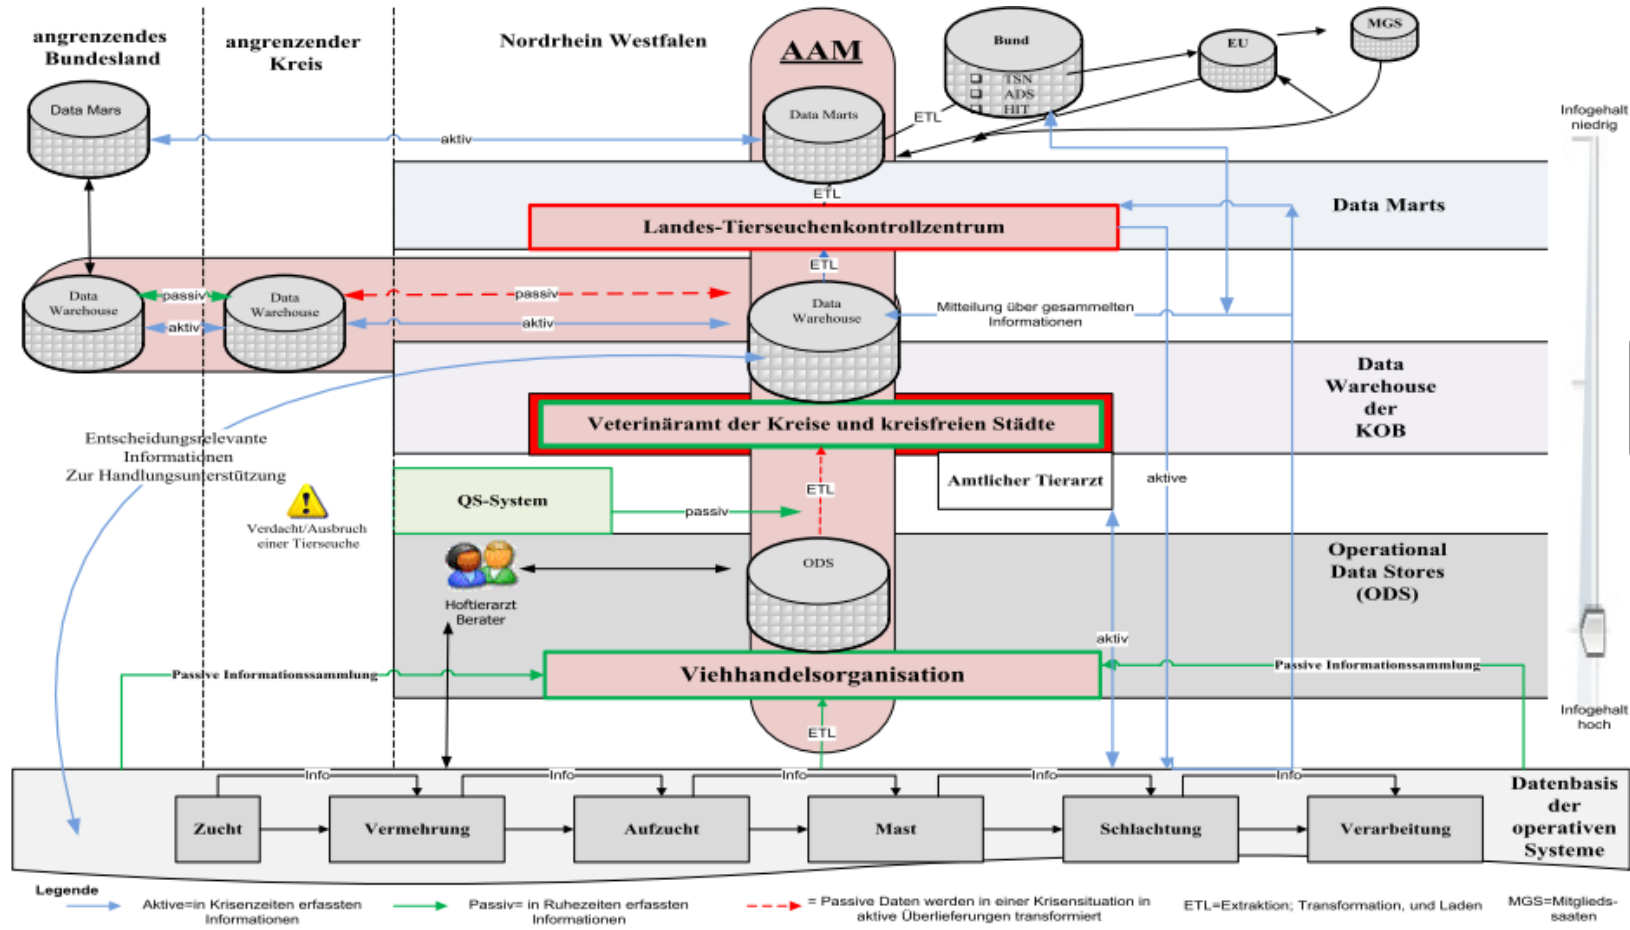 angrenzendes
Bundesland
angrenzender
Kreis
Nordrhein Westfalen
AAM
Bund
TSN
ADS
HIT
EU
MGS
Data Mars
Data Marts
aktiv
ETL
Infogehalt
niedrig
ETL
Data Marts
Landes-Tierseuchenkontrollzentrum
ETL
Data
Warehouse
passiv
Data
Warehouse
passiv
Data
Warehouse
aktiv
aktiv
Mitteilung über gesammelten
Informationen
Data
Warehouse
der
KOB
Veterinäramt der Kreise und kreisfreien Städte
Entscheidungsrelevante
Informationen
Zur Handlungsunterstützung
Amtlicher Tierarzt
aktive
QS-System
passiv
ETL
Verdacht/Ausbruch
einer Tierseuche
Operational
Data Stores
(ODS)
ODS
Hoftierarzt
Berater
aktiv
Passive Informationssammlung
Viehhandelsorganisation
Passive Informationssammlung
Infogehalt
hoch
ETL
Info
Info
Info
Info
Info
Zucht
Vermehrung
Aufzucht
Mast
Schlachtung
Verarbeitung
Datenbasis
der
operativen
Systeme
Legende
Aktive=in Krisenzeiten erfassten
Informationen
Passiv= in Ruhezeiten erfassten
Informationen
= Passive Daten werden in einer Krisensituation in
aktive Überlieferungen transformiert
ETL=Extraktion; Transformation, und Laden
MGS=Mitglieds-
saaten